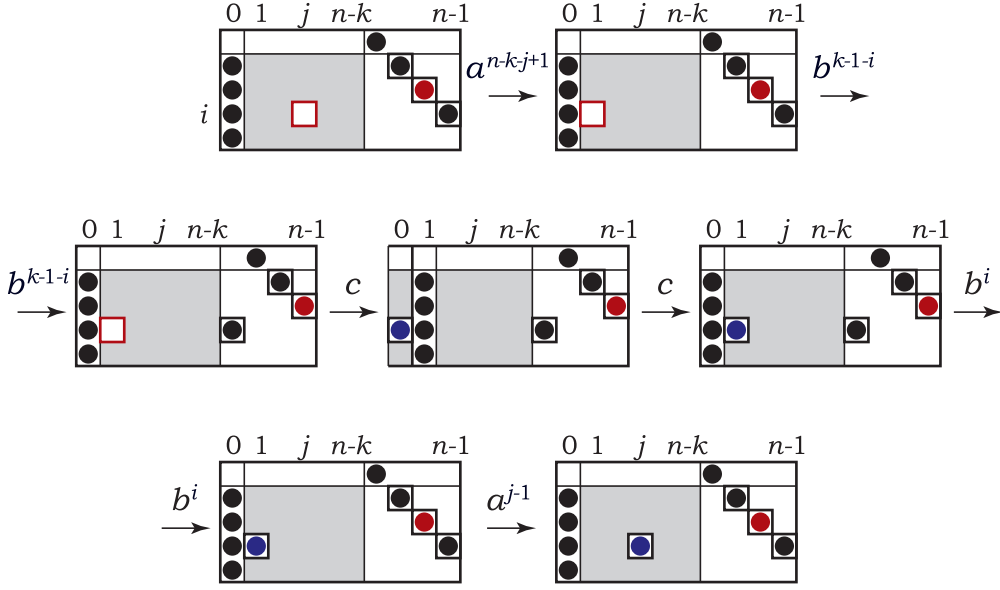 0 1 j n-k n-1 0 1 j n-k n-1
a^{n-k-j+1} b^{k-1-i}
i
0 1 j n-k n-1 0 1 j n-k n-1 0 1 j n-k n-1
b^{k-1-i} c c b^i
0 1 j n-k n-1 0 1 j n-k n-1
b^i a^{j-1}